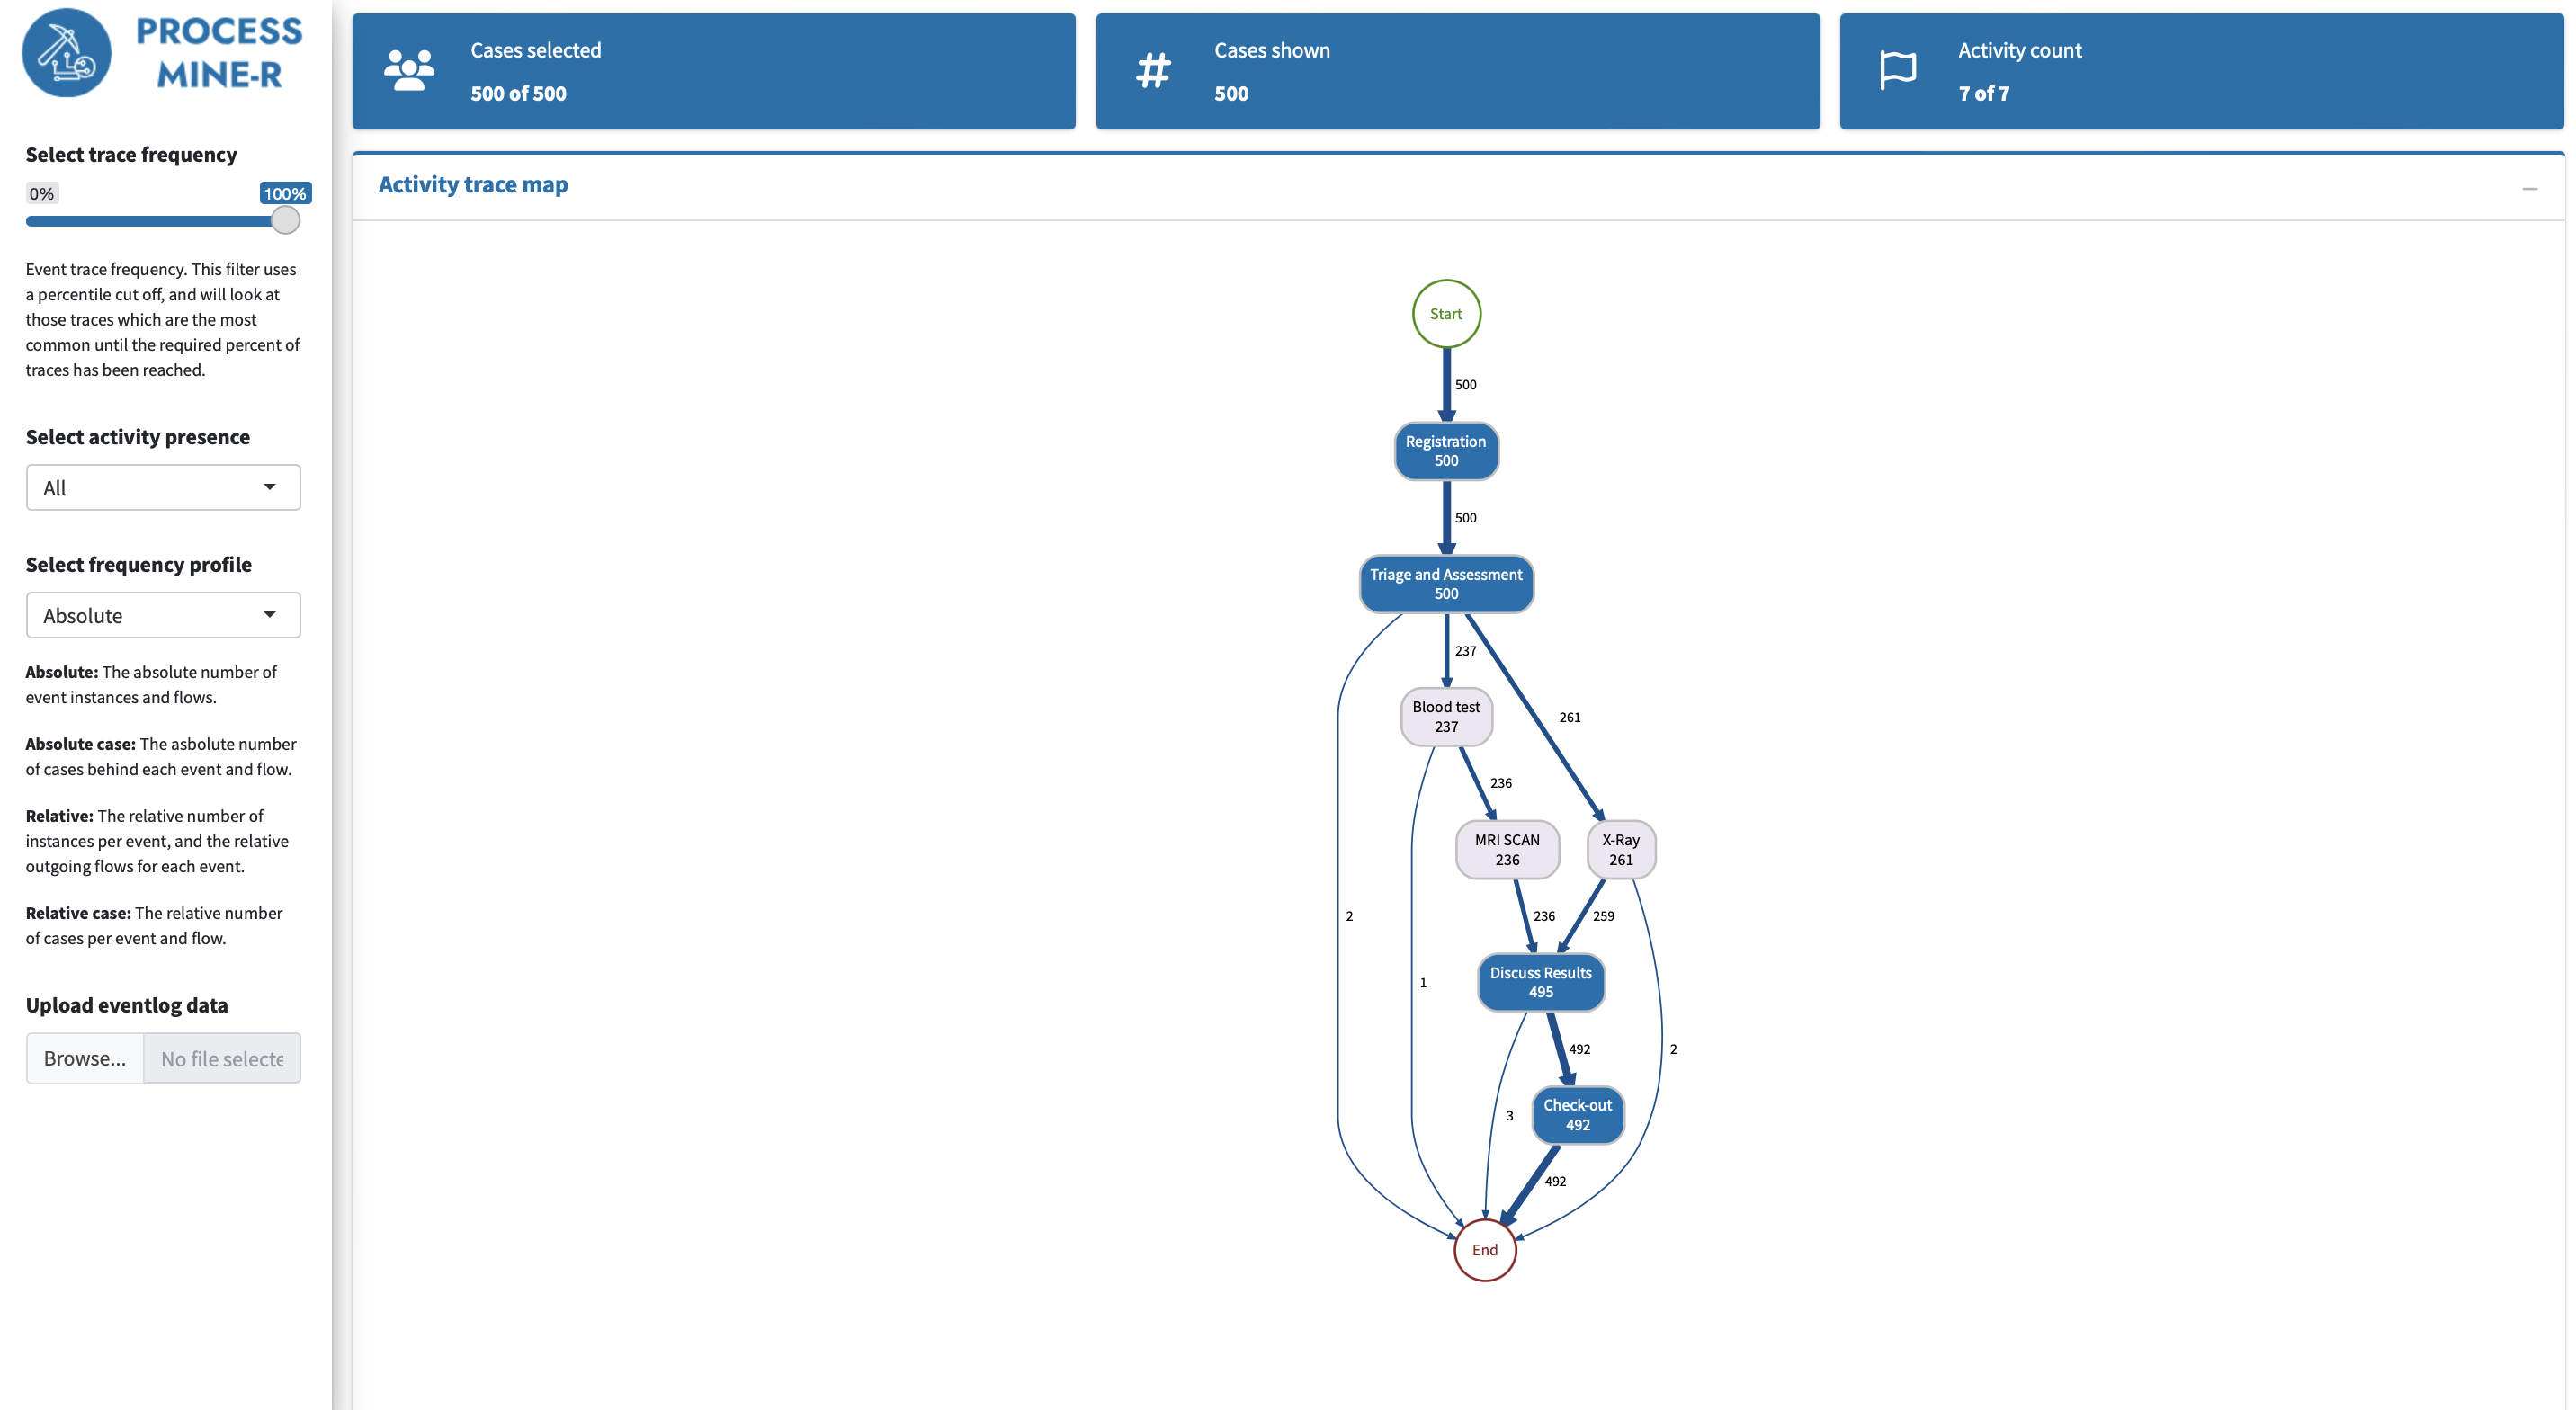 PROCESS
MINE-R
Select trace frequency
0%
100%
Event trace frequency. This filter uses
a percentile cut off, and will look at
those traces which are the most
common until the required percent of
traces has been reached.
Select activity presence
All
Select frequency profile
Absolute
Absolute: The absolute number of
event instances and flows.
Absolute case: The asbolute number
of cases behind each event and flow.
Relative: The relative number of
instances per event, and the relative
outgoing flows for each event.
Relative case: The relative number
of cases per event and flow.
Upload eventlog data
Browse...
No file selecte
Cases selected
500 of 500
Cases shown
500
Activity count
7 of 7
Activity trace map
Start
500
Registration
500
500
Triage and Assessment
500
237
261
Blood test
237
236
MRI SCAN
236
X-Ray
261
2
236
259
1
Discuss Results
495
492
2
3
Check-out
492
492
End